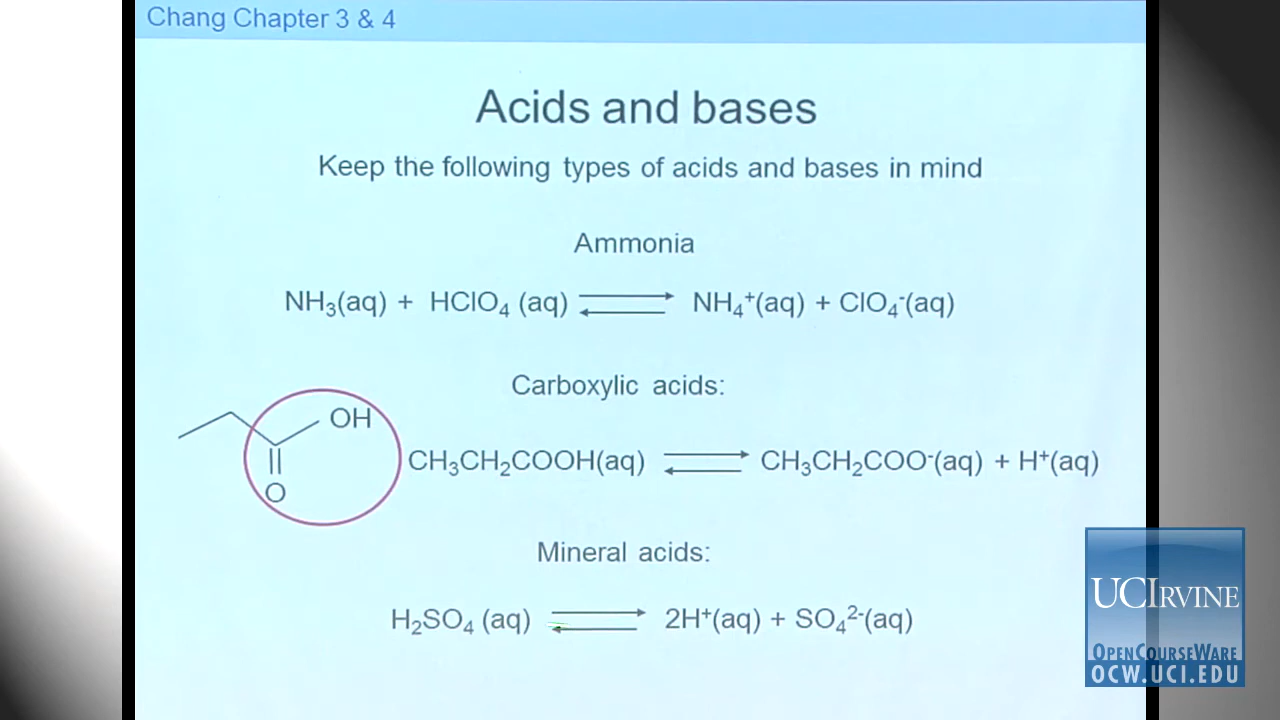 Chang Chapter 3 & 4
Acids and bases
Keep the following types of acids and bases in mind
Ammonia
NH₃(aq) + HClO₄ (aq) ⇌ NH₄⁺(aq) + ClO₄⁻(aq)
Carboxylic acids:
OH
O
CH₃CH₂COOH(aq) ⇌ CH₃CH₂COO⁻(aq) + H⁺(aq)
Mineral acids:
H₂SO₄ (aq) ⇌ 2H⁺(aq) + SO₄²⁻(aq)
UCIRVINE
OPENCOURSEWARE
OCW.UCI.EDU